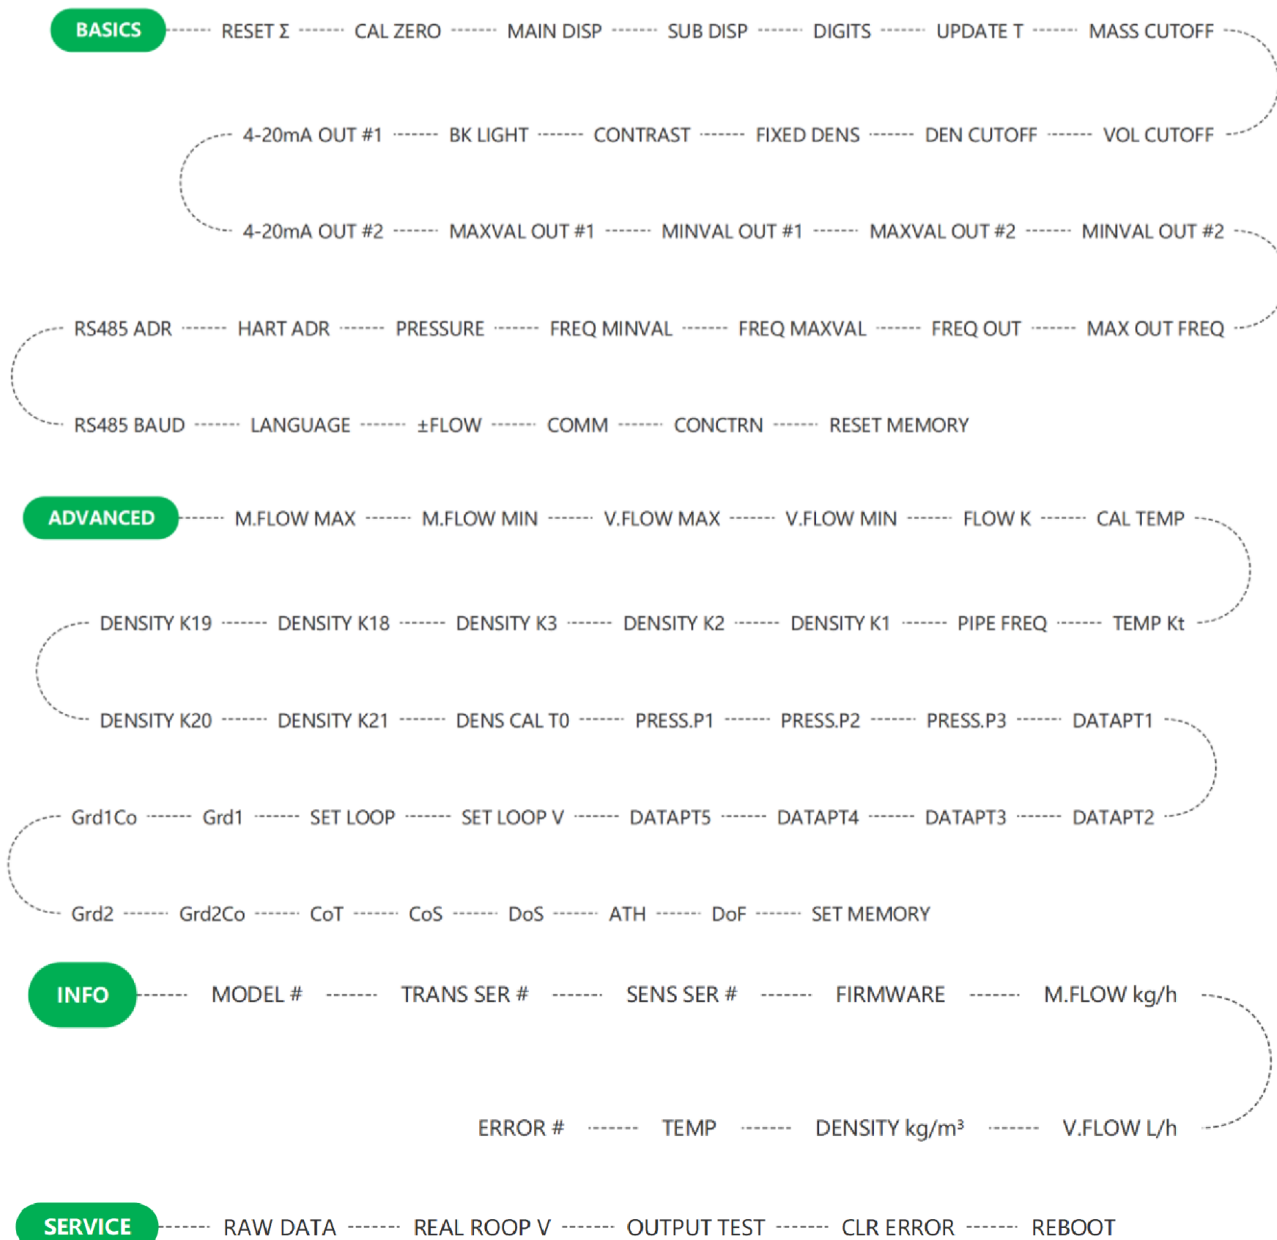 BASICS RESET Σ CAL ZERO MAIN DISP SUB DISP DIGITS UPDATE T MASS CUTOFF
4-20mA OUT #1 BK LIGHT CONTRAST FIXED DENS DEN CUTOFF VOL CUTOFF
4-20mA OUT #2 MAXVAL OUT #1 MINVAL OUT #1 MAXVAL OUT #2 MINVAL OUT #2
RS485 ADR HART ADR PRESSURE FREQ MINVAL FREQ MAXVAL FREQ OUT MAX OUT FREQ
RS485 BAUD LANGUAGE ±FLOW COMM CONCTRN RESET MEMORY
ADVANCED M.FLOW MAX M.FLOW MIN V.FLOW MAX V.FLOW MIN FLOW K CAL TEMP
DENSITY K19 DENSITY K18 DENSITY K3 DENSITY K2 DENSITY K1 PIPE FREQ TEMP Kt
DENSITY K20 DENSITY K21 DENS CAL T0 PRESS.P1 PRESS.P2 PRESS.P3 DATAPT1
Grd1Co Grd1 SET LOOP SET LOOP V DATAPT5 DATAPT4 DATAPT3 DATAPT2
Grd2 Grd2Co CoT CoS DoS ATH DoF SET MEMORY
INFO MODEL # TRANS SER # SENS SER # FIRMWARE M.FLOW kg/h
ERROR # TEMP DENSITY kg/m³ V.FLOW L/h
SERVICE RAW DATA REAL ROOP V OUTPUT TEST CLR ERROR REBOOT